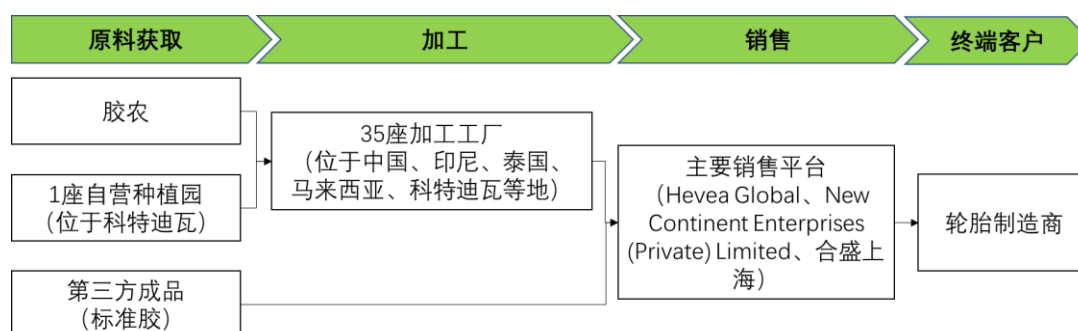 原料获取
加工
销售
终端客户
胶农
1座自营种植园
（位于科特迪瓦）
第三方成品
（标准胶）
35座加工工厂
（位于中国、印尼、泰国、
马来西亚、科特迪瓦等地）
主要销售平台
（Hevea Global、New
Continent Enterprises
(Private) Limited、合盛上
海）
轮胎制造商